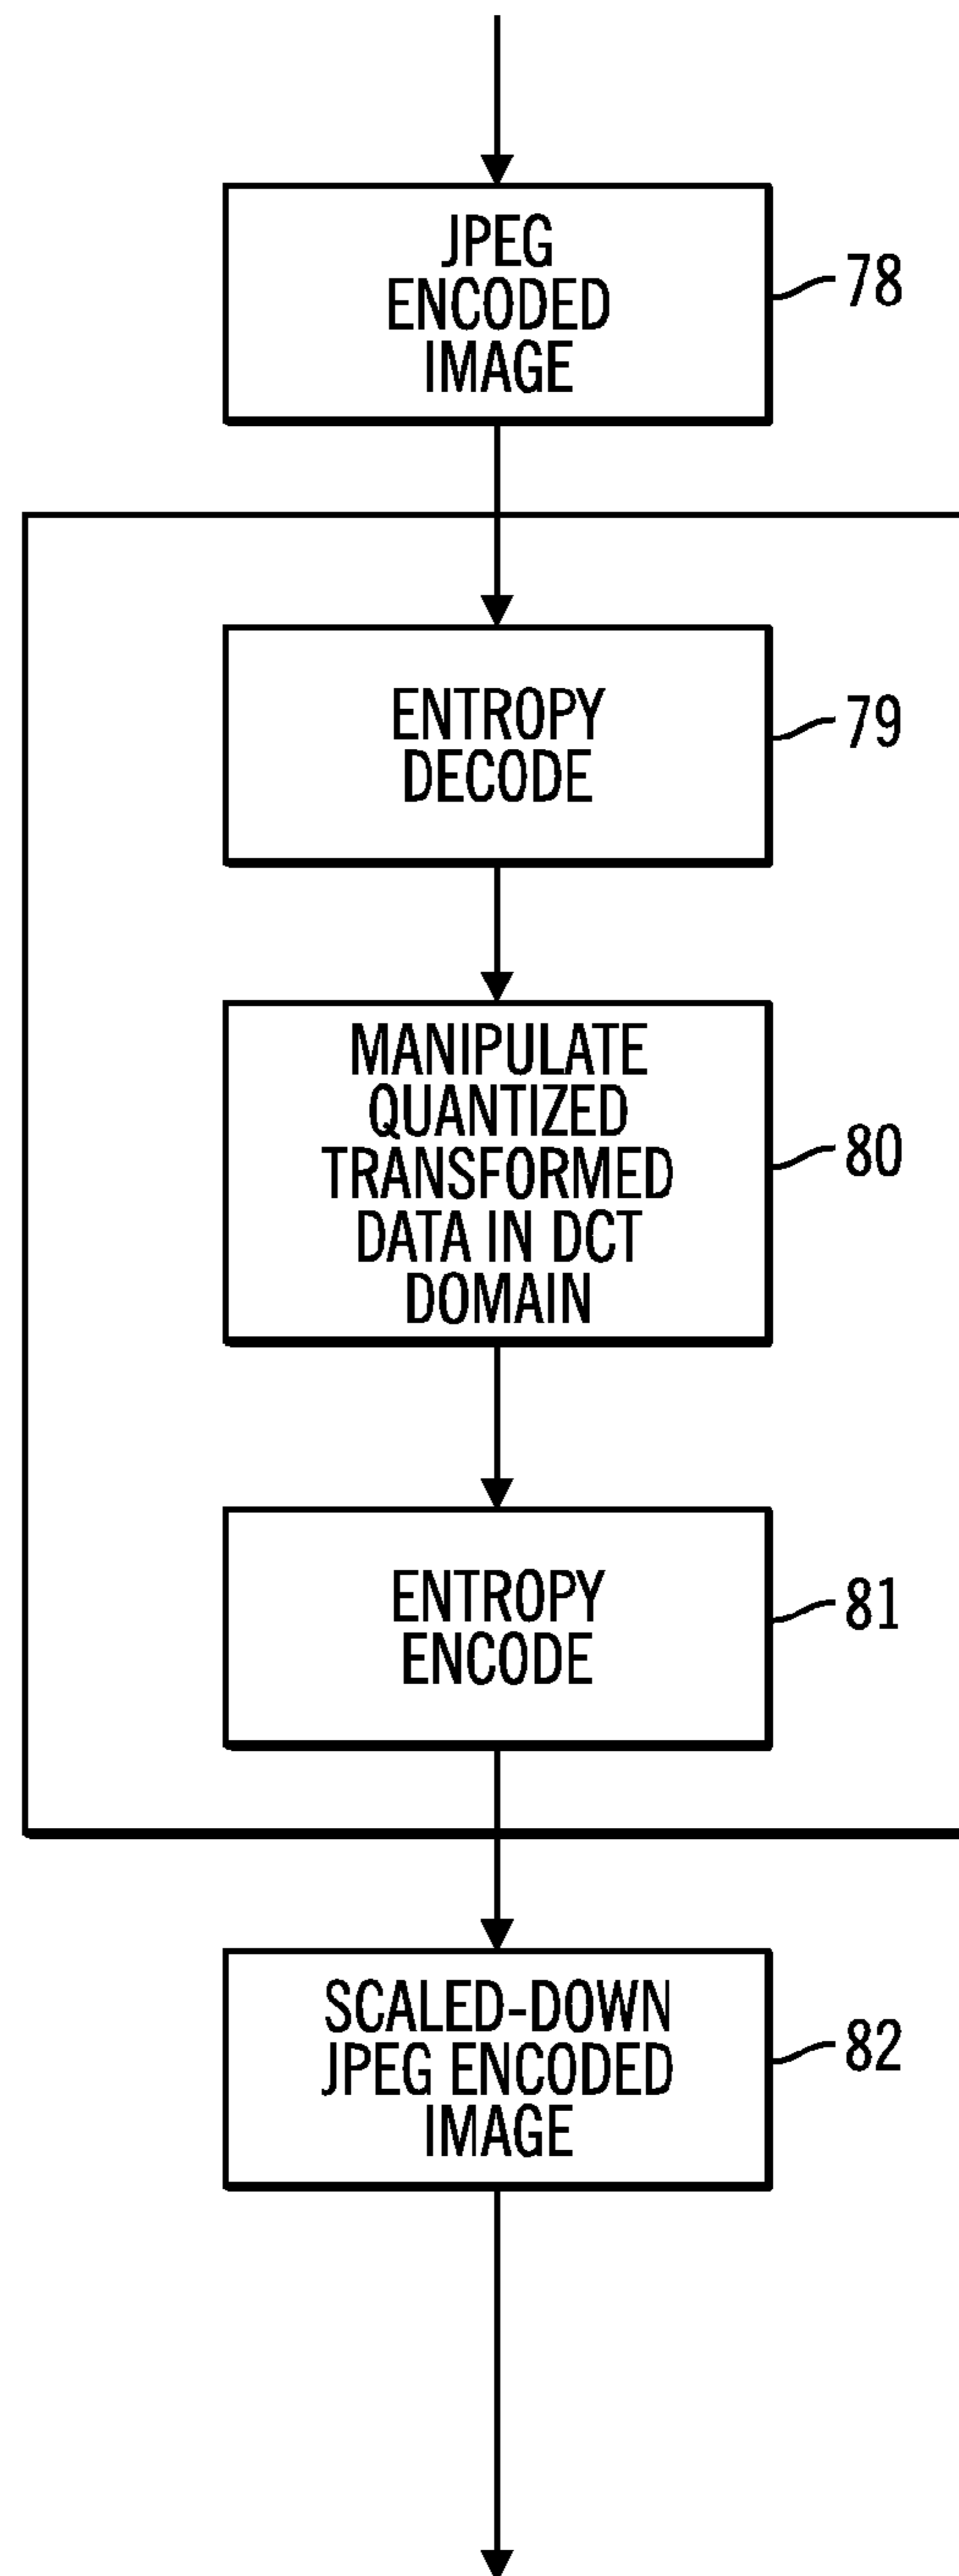 JPEG
ENCODED
IMAGE
78
ENTROPY
DECODE
79
MANIPULATE
QUANTIZED
TRANSFORMED
DATA IN DCT
DOMAIN
80
ENTROPY
ENCODE
81
SCALED-DOWN
JPEG ENCODED
IMAGE
82